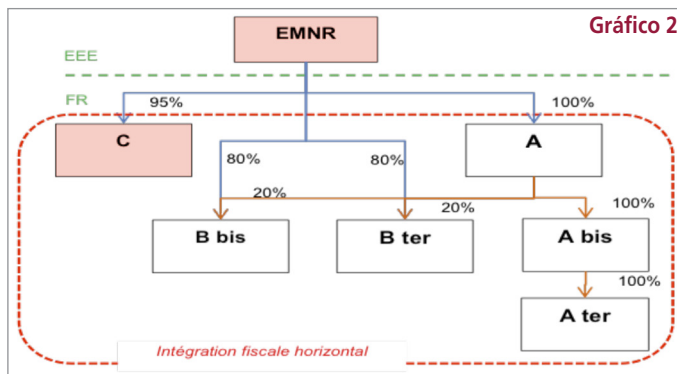 Gráfico 2
EMNR
EEE
FR
95%
100%
C
A
80%
80%
20%
20%
100%
B bis
B ter
A bis
100%
A ter
Intégration fiscale horizontal